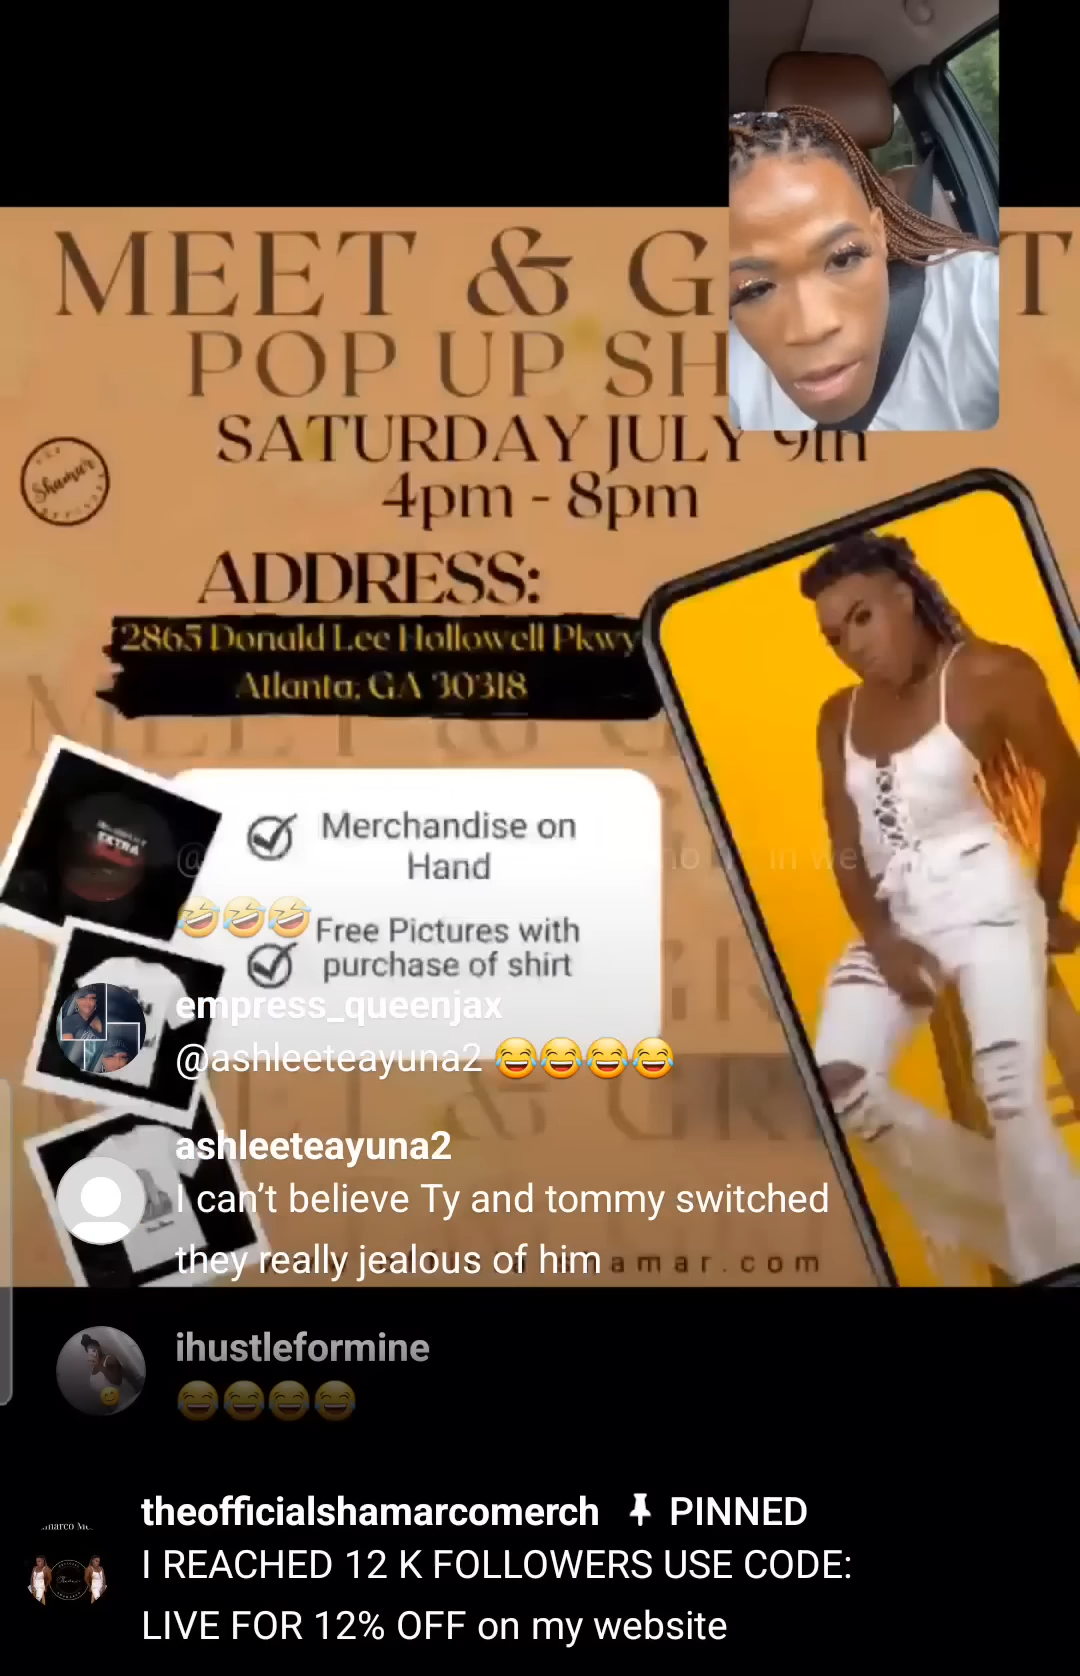 MEET & G T
POP UP SH
SATURDAY JULY 9th
4pm - 8pm
Shamar
ADDRESS:
2865 Donald Lee Hollowell Pkwy
Atlanta, GA 30318
Merchandise on
Hand
EXTRA
🤣🤣🤣
Free Pictures with
purchase of shirt
empress_queenjax
@ashleeteayuna2 😂😂😂😂
ashleeteayuna2
I can’t believe Ty and tommy switched
they really jealous of him
amar.com
ihustleformine
😂😂😂😂
theofficialshamarcomerch PINNED
I REACHED 12 K FOLLOWERS USE CODE:
LIVE FOR 12% OFF on my website